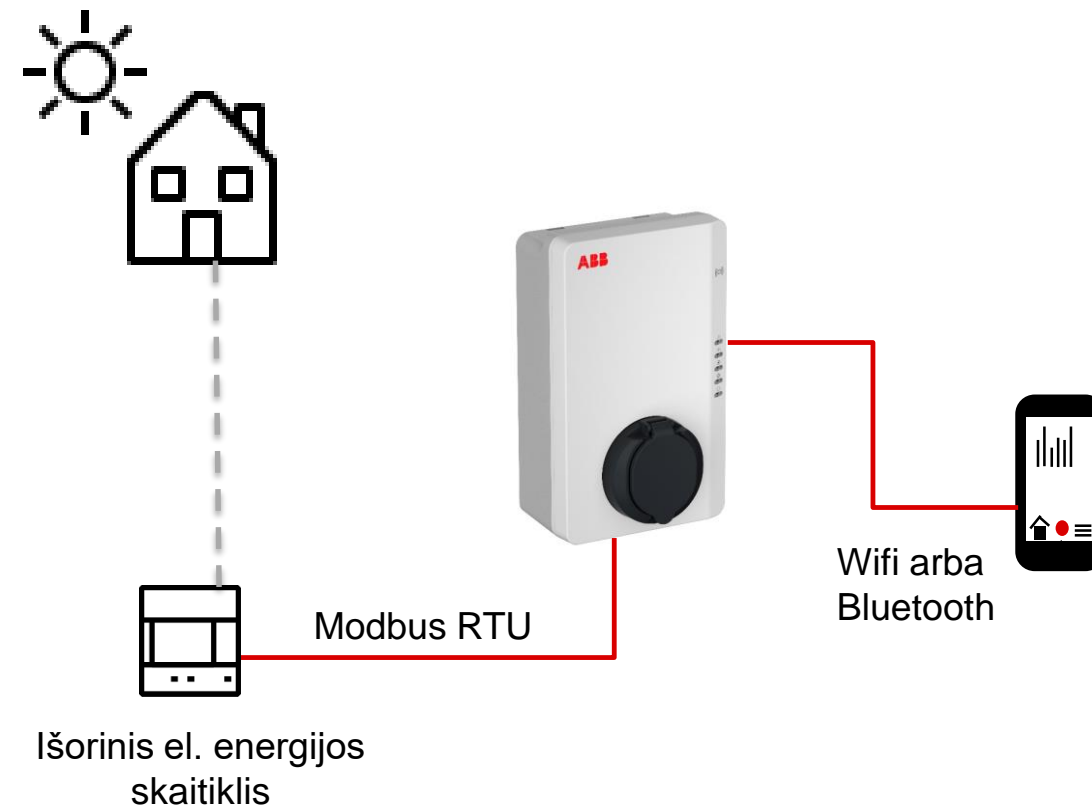 ABB
Wifi arba
Bluetooth
Modbus RTU
Išorinis el. energijos
skaitiklis